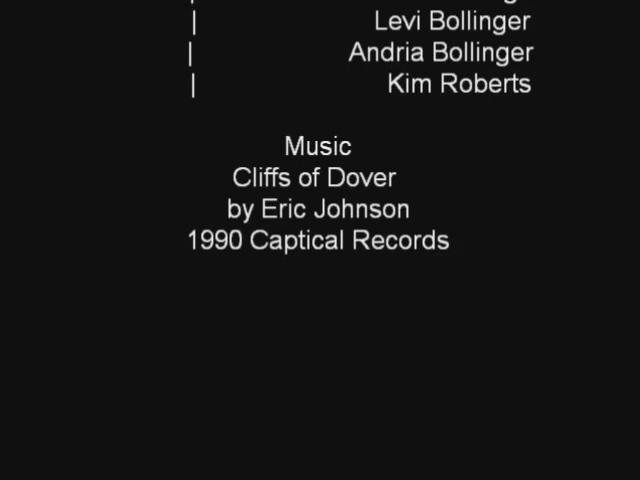 | Levi Bollinger
| Andria Bollinger
| Kim Roberts
Music
Cliffs of Dover
by Eric Johnson
1990 Captical Records